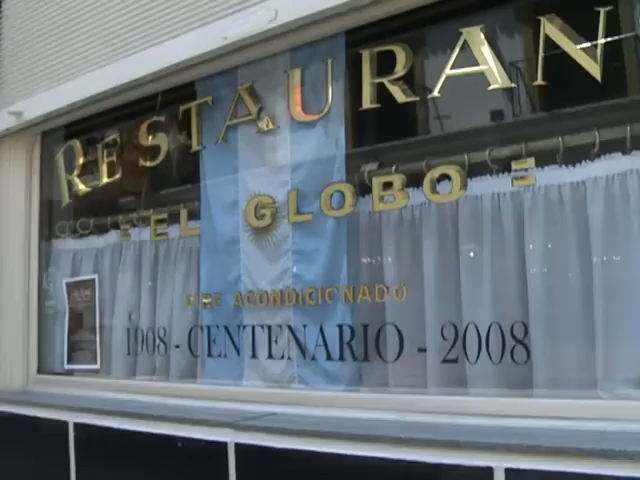 RESTAURAN
= EL GLOBO =
AIRE ACONDICIONADO
1908 - CENTENARIO - 2008